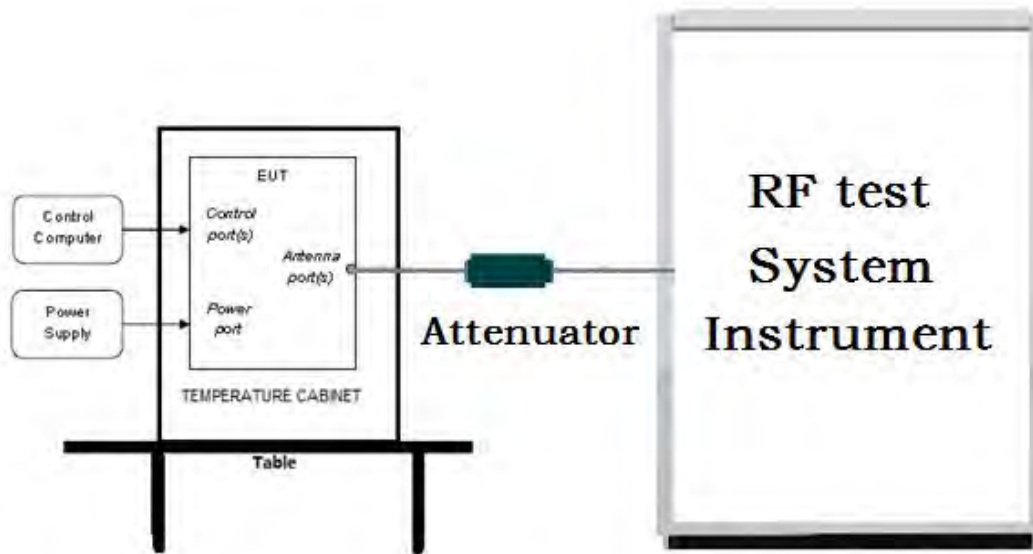 Control
Computer
Power
Supply
EUT
Control
port(s)
Antenna
port(s)
Power
port
TEMPERATURE CABINET
Table
Attenuator
RF test
System
Instrument